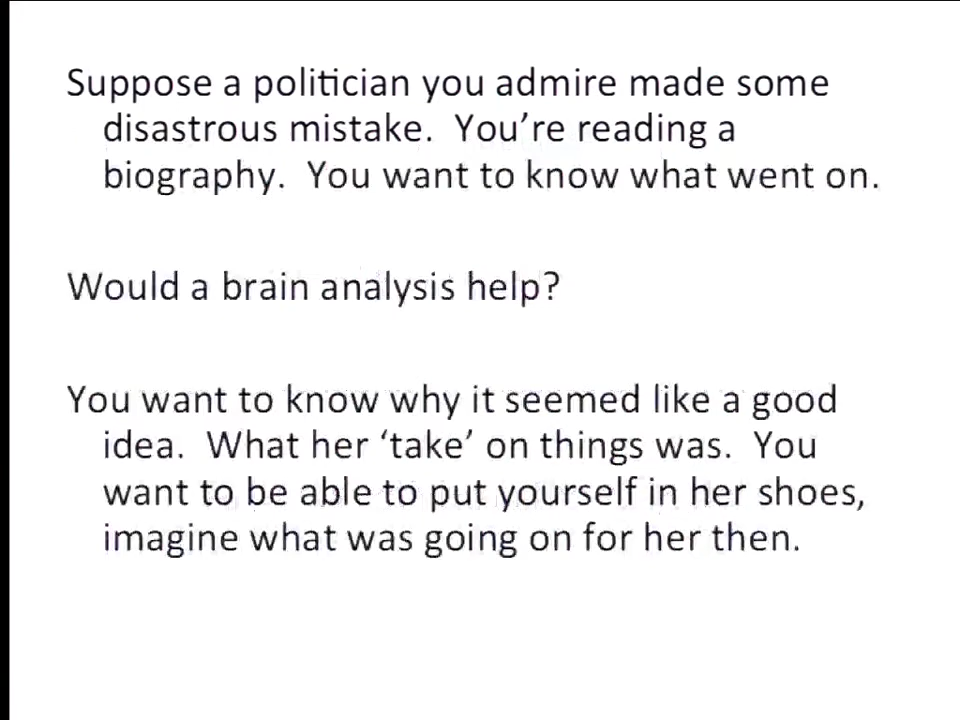 Suppose a politician you admire made some
disastrous mistake.  You’re reading a
biography.  You want to know what went on.
Would a brain analysis help?
You want to know why it seemed like a good
idea.  What her ‘take’ on things was.  You
want to be able to put yourself in her shoes,
imagine what was going on for her then.